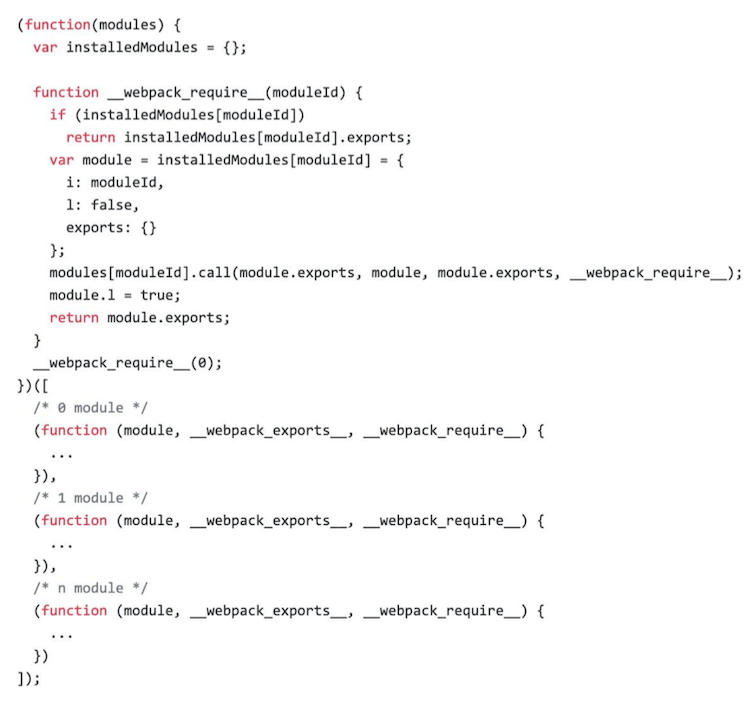 (function(modules) {
  var installedModules = {};

  function __webpack_require__(moduleId) {
    if (installedModules[moduleId])
      return installedModules[moduleId].exports;
    var module = installedModules[moduleId] = {
      i: moduleId,
      l: false,
      exports: {}
    };
    modules[moduleId].call(module.exports, module, module.exports, __webpack_require__);
    module.l = true;
    return module.exports;
  }
  __webpack_require__(0);
})([
  /* 0 module */
  (function (module, __webpack_exports__, __webpack_require__) {
    ...
  }),
  /* 1 module */
  (function (module, __webpack_exports__, __webpack_require__) {
    ...
  }),
  /* n module */
  (function (module, __webpack_exports__, __webpack_require__) {
    ...
  })
]);